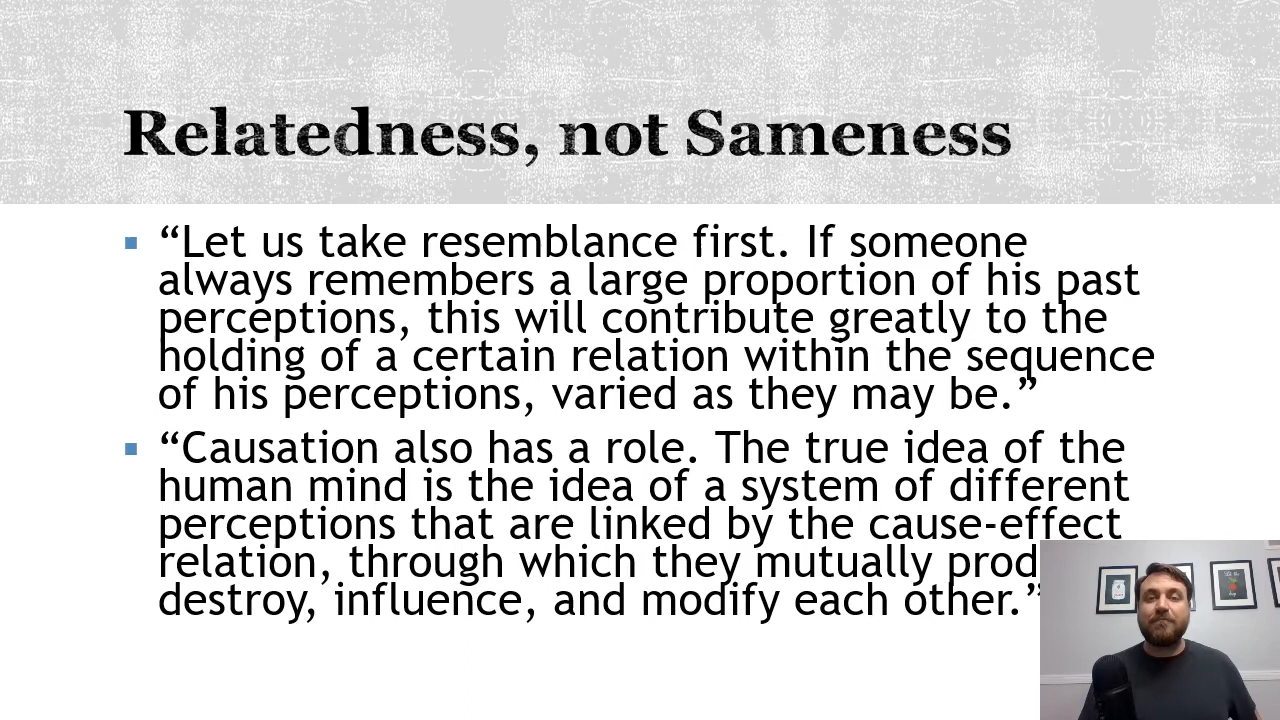 Relatedness, not Sameness
“Let us take resemblance first. If someone
always remembers a large proportion of his past
perceptions, this will contribute greatly to the
holding of a certain relation within the sequence
of his perceptions, varied as they may be.”
“Causation also has a role. The true idea of the
human mind is the idea of a system of different
perceptions that are linked by the cause-effect
relation, through which they mutually prod
destroy, influence, and modify each other.”